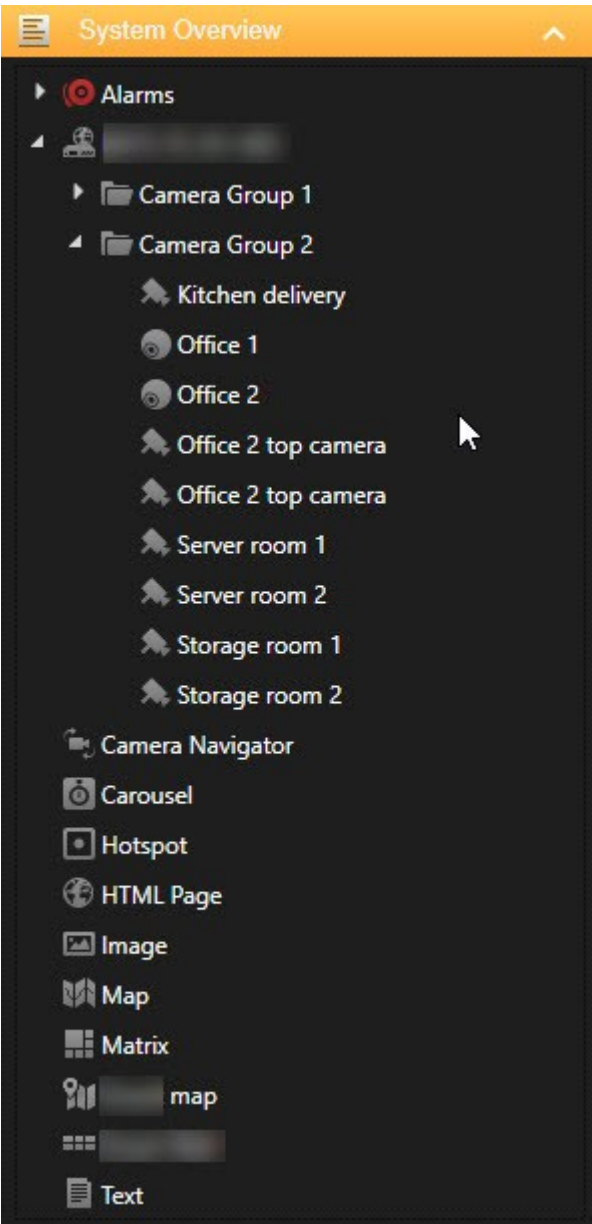 System Overview
Alarms
Camera Group 1
Camera Group 2
Kitchen delivery
Office 1
Office 2
Office 2 top camera
Office 2 top camera
Server room 1
Server room 2
Storage room 1
Storage room 2
Camera Navigator
Carousel
Hotspot
HTML Page
Image
Map
Matrix
map
Text